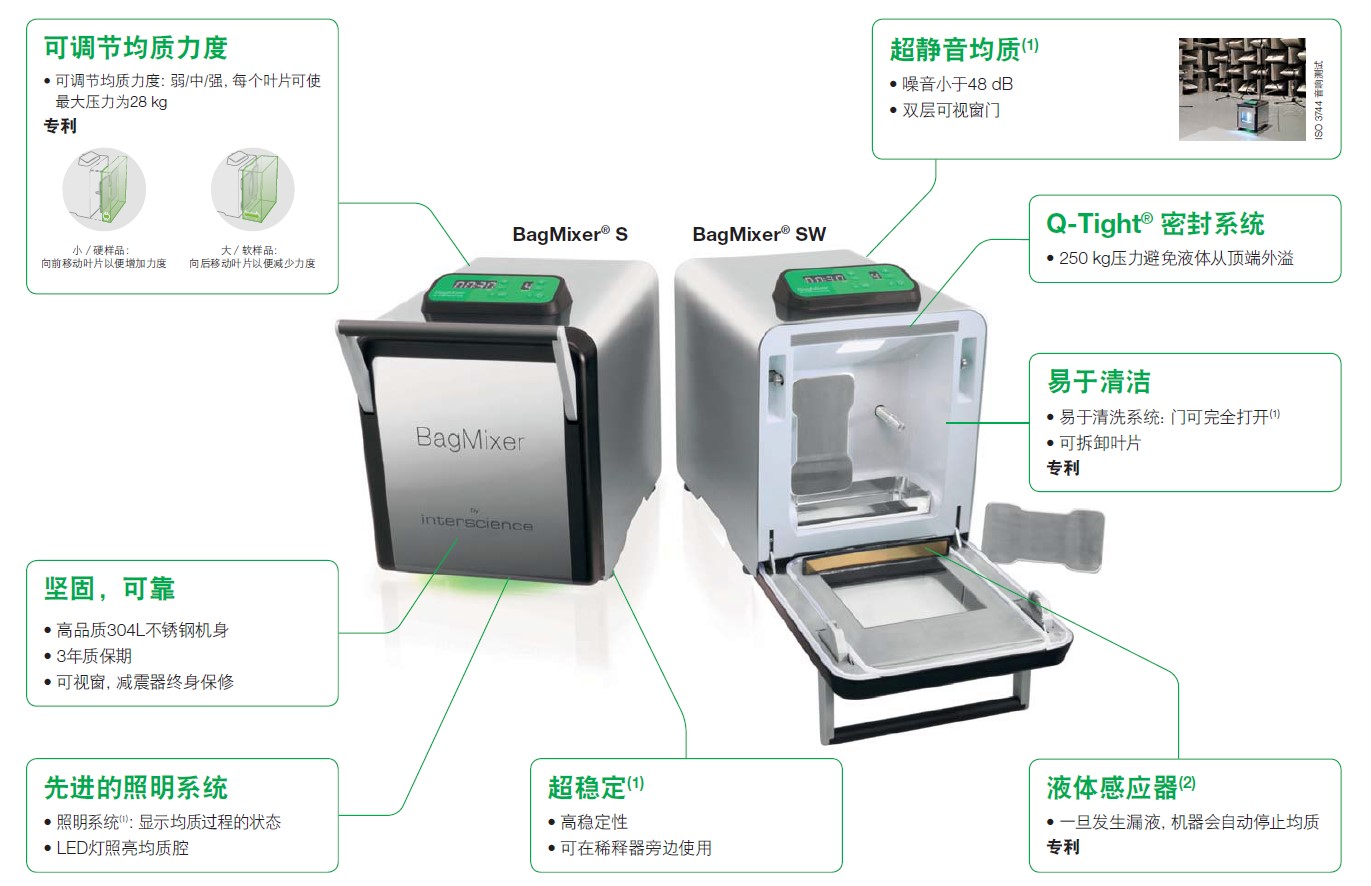 可调节均质力度
• 可调节均质力度: 弱/中/强, 每个叶片可使
最大压力为28 kg
专利
小 / 硬样品:
向前移动叶片以便增加力度
大 / 软样品:
向后移动叶片以便减少力度
超静音均质(1)
• 噪音小于48 dB
• 双层可视窗门
ISO 3744 音响测试
BagMixer® S
BagMixer® SW
Q-Tight® 密封系统
• 250 kg压力避免液体从顶端外溢
00:30
4
00:30
4
BagMixer
BagMixer
by
interscience
易于清洁
• 易于清洗系统: 门可完全打开(1)
• 可拆卸叶片
专利
坚固，可靠
• 高品质304L不锈钢机身
• 3年质保期
• 可视窗, 减震器终身保修
先进的照明系统
• 照明系统(1): 显示均质过程的状态
• LED灯照亮均质腔
超稳定(1)
• 高稳定性
• 可在稀释器旁边使用
液体感应器(2)
• 一旦发生漏液, 机器会自动停止均质
专利